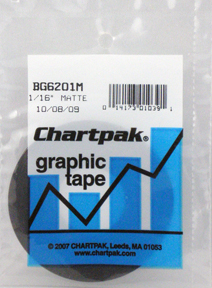 BG6201M
1/16" MATTE
10/08/09
0 14173 01039 1
Chartpak®
graphic
tape
© 2007 CHARTPAK, Leeds, MA 01053
www.chartpak.com